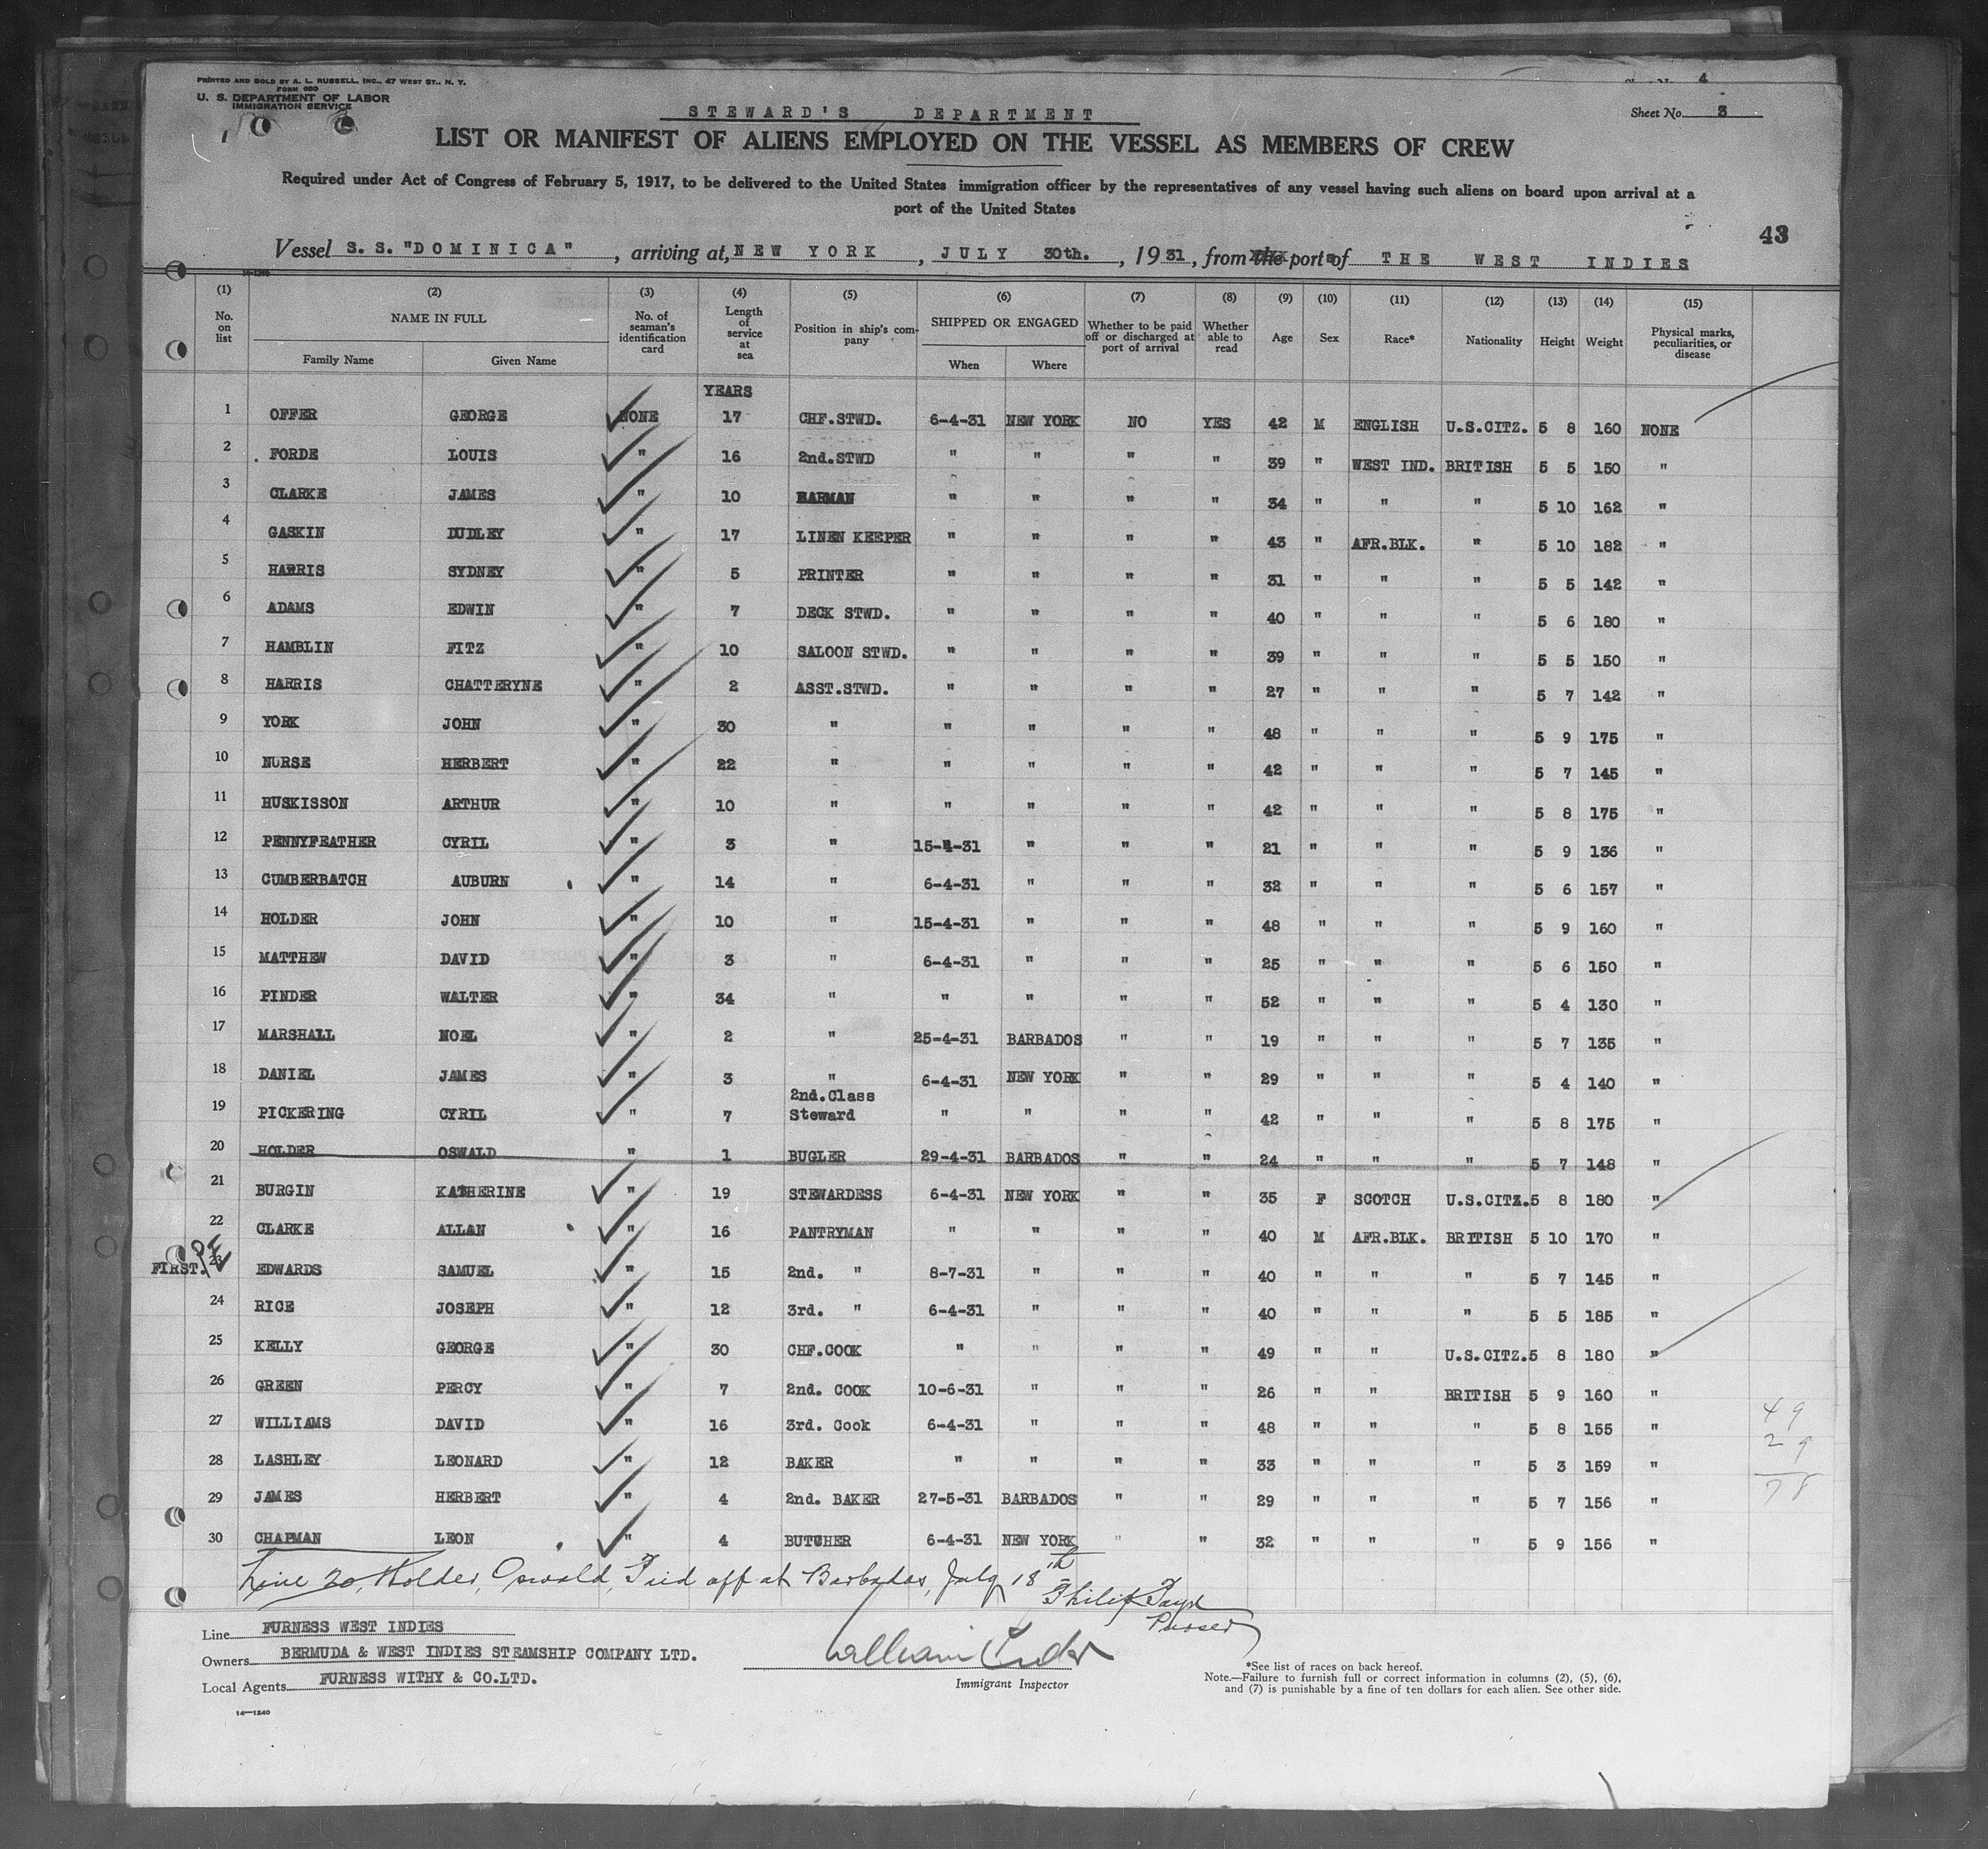 PRINTED AND SOLD BY A. L. RUSSELL, INC., 47 WEST ST., N. Y.
FORM 680
U. S. DEPARTMENT OF LABOR
IMMIGRATION SERVICE
4
STEWARD'S DEPARTMENT
Sheet No. 3
LIST OR MANIFEST OF ALIENS EMPLOYED ON THE VESSEL AS MEMBERS OF CREW
Required under Act of Congress of February 5, 1917, to be delivered to the United States immigration officer by the representatives of any vessel having such aliens on board upon arrival at a
port of the United States
43
Vessel S. S. "DOMINICA", arriving at, NEW YORK, JULY 30th., 1931, from the ports of THE WEST INDIES
(1) (2) (3) (4) (5) (6) (7) (8) (9) (10) (11) (12) (13) (14) (15)
No. on list NAME IN FULL Family Name Given Name No. of seaman's identification card Length of service at sea Position in ship's company SHIPPED OR ENGAGED When Where Whether to be paid off or discharged at port of arrival Whether able to read Age Sex Race* Nationality Height Weight Physical marks, peculiarities, or disease
YEARS
1 OFFER GEORGE NONE 17 CHF.STWD. 6-4-31 NEW YORK NO YES 42 M ENGLISH U.S.CITZ. 5 8 160 NONE
2 FORDE LOUIS " 16 2nd.STWD " " " " 39 " WEST IND. BRITISH 5 5 150 "
3 CLARKE JAMES " 10 BARMAN " " " " 34 " " " 5 10 162 "
4 GASKIN DUDLEY " 17 LINEN KEEPER " " " " 43 " AFR.BLK. " 5 10 182 "
5 HARRIS SYDNEY " 5 PRINTER " " " " 31 " " " 5 5 142 "
6 ADAMS EDWIN " 7 DECK STWD. " " " " 40 " " " 5 6 180 "
7 HAMBLIN FITZ " 10 SALOON STWD. " " " " 39 " " " 5 5 150 "
8 HARRIS CHATTERYNE " 2 ASST.STWD. " " " " 27 " " " 5 7 142 "
9 YORK JOHN " 30 " " " " " 48 " " " 5 9 175 "
10 NURSE HERBERT " 22 " " " " " 42 " " " 5 7 145 "
11 HUSKISSON ARTHUR " 10 " " " " " 42 " " " 5 8 175 "
12 PENNYFEATHER CYRIL " 3 " 15-4-31 " " " 21 " " " 5 9 136 "
13 CUMBERBATCH AUBURN " 14 " 6-4-31 " " " 32 " " " 5 6 157 "
14 HOLDER JOHN " 10 " 15-4-31 " " " 48 " " " 5 9 160 "
15 MATTHEW DAVID " 3 " 6-4-31 " " " 25 " " " 5 6 150 "
16 PINDER WALTER " 34 " " " " " 52 " " " 5 4 130 "
17 MARSHALL NOEL " 2 " 25-4-31 BARBADOS " " 19 " " " 5 7 135 "
18 DANIEL JAMES " 3 " 6-4-31 NEW YORK " " 29 " " " 5 4 140 "
19 PICKERING CYRIL " 7 2nd.Class Steward " " " " 42 " " " 5 8 175 "
20 HOLDER OSWALD " 1 BUGLER 29-4-31 BARBADOS " " 24 " " " 5 7 148 "
21 BURGIN KATHERINE " 19 STEWARDESS 6-4-31 NEW YORK " " 35 F SCOTCH U.S.CITZ. 5 8 180 "
22 CLARKE ALLAN " 16 PANTRYMAN " " " " 40 M AFR.BLK. BRITISH 5 10 170 "
FIRST. 23 EDWARDS SAMUEL " 15 2nd. " 8-7-31 " " " 40 " " " 5 7 145 "
24 RICE JOSEPH " 12 3rd. " 6-4-31 " " " 40 " " " 5 5 185 "
25 KELLY GEORGE " 30 CHF.COOK " " " " 49 " " U.S.CITZ. 5 8 180 "
26 GREEN PERCY " 7 2nd. COOK 10-6-31 " " " 26 " " BRITISH 5 9 160 "
27 WILLIAMS DAVID " 16 3rd. Cook 6-4-31 " " " 48 " " " 5 8 155 "
28 LASHLEY LEONARD " 12 BAKER " " " " 33 " " " 5 3 159 "
29 JAMES HERBERT " 4 2nd. BAKER 27-5-31 BARBADOS " " 29 " " " 5 7 156 "
30 CHAPMAN LEON " 4 BUTCHER 6-4-31 NEW YORK " " 32 " " " 5 9 156 "
49
29
78
Line 20, Holder, Oswald, Paid off at Barbados, July 18th
Philip
Purser
Line FURNESS WEST INDIES
Owners BERMUDA & WEST INDIES STEAMSHIP COMPANY LTD.
Local Agents FURNESS WITHY & CO.LTD.
William
Immigrant Inspector
*See list of races on back hereof.
Note.—Failure to furnish full or correct information in columns (2), (5), (6),
and (7) is punishable by a fine of ten dollars for each alien. See other side.
14—1240